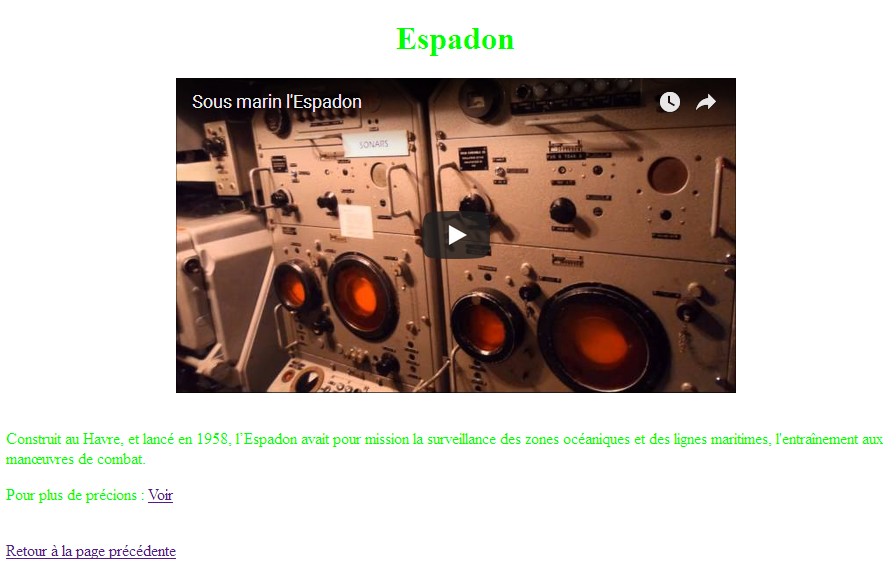 Espadon
Sous marin l'Espadon
SONARS
Construit au Havre, et lancé en 1958, l’Espadon avait pour mission la surveillance des zones océaniques et des lignes maritimes, l'entraînement aux
manœuvres de combat.
Pour plus de précions : Voir
Retour à la page précédente